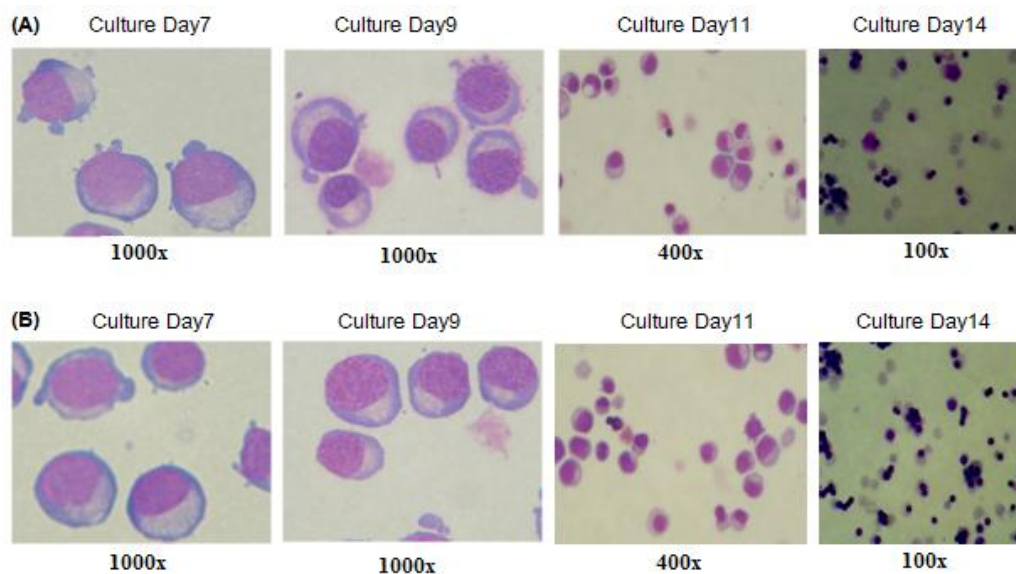 (A) Culture Day7 Culture Day9 Culture Day11 Culture Day14
1000x 1000x 400x 100x
(B) Culture Day7 Culture Day9 Culture Day11 Culture Day14
1000x 1000x 400x 100x